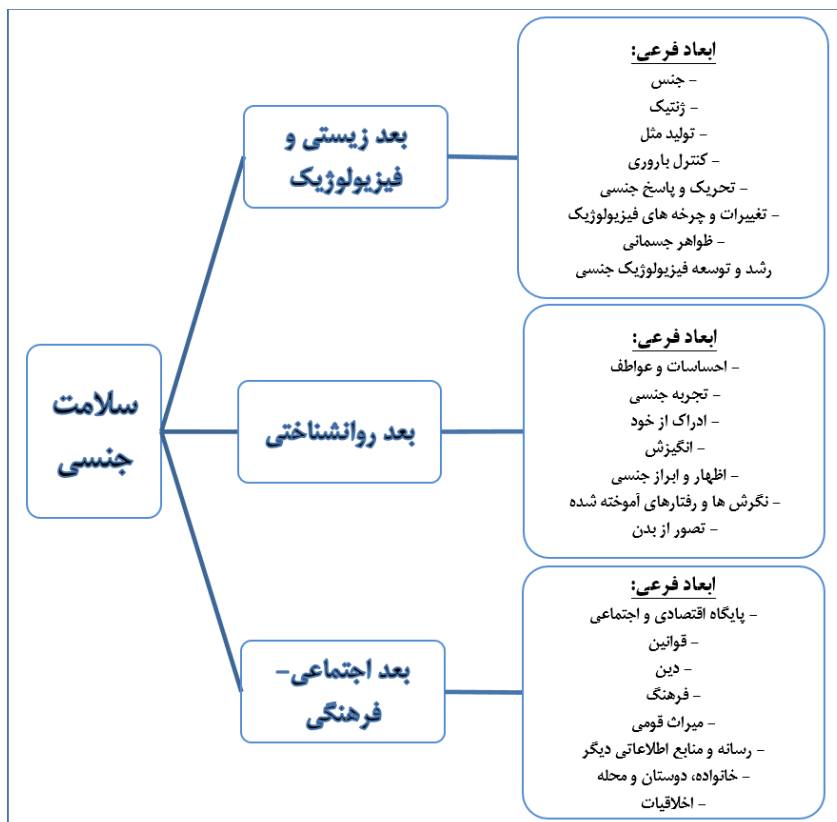 سلامت
جنسی
بعد زیستی و
فیزیولوژیک
ابعاد فرعی:
- جنس
- ژنتیک
- تولید مثل
- کنترل باروری
- تحریک و پاسخ جنسی
- تغییرات و چرخه های فیزیولوژیک
- ظواهر جسمانی
رشد و توسعه فیزیولوژیک جنسی
بعد روانشناختی
ابعاد فرعی:
- احساسات و عواطف
- تجربه جنسی
- ادراک از خود
- انگیزش
- اظهار و ابراز جنسی
- نگرش ها و رفتارهای آموخته شده
- تصور از بدن
بعد اجتماعی-
فرهنگی
ابعاد فرعی:
- پایگاه اقتصادی و اجتماعی
- قوانین
- دین
- فرهنگ
- میراث قومی
- رسانه و منابع اطلاعاتی دیگر
- خانواده، دوستان و محله
- اخلاقیات